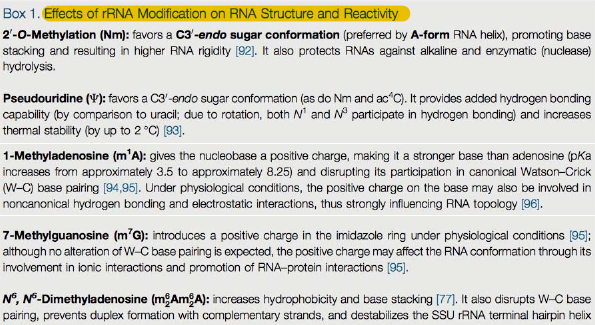 Box 1. Effects of rRNA Modification on RNA Structure and Reactivity
2′-O-Methylation (Nm): favors a C3′-endo sugar conformation (preferred by A-form RNA helix), promoting base
stacking and resulting in higher RNA rigidity [92]. It also protects RNAs against alkaline and enzymatic (nuclease)
hydrolysis.
Pseudouridine (Ψ): favors a C3′-endo sugar conformation (as do Nm and ac⁴C). It provides added hydrogen bonding
capability (by comparison to uracil; due to rotation, both N¹ and N³ participate in hydrogen bonding) and increases
thermal stability (by up to 2 °C) [93].
1-Methyladenosine (m¹A): gives the nucleobase a positive charge, making it a stronger base than adenosine (pKa
increases from approximately 3.5 to approximately 8.25) and disrupting its participation in canonical Watson–Crick
(W–C) base pairing [94,95]. Under physiological conditions, the positive charge on the base may also be involved in
noncanonical hydrogen bonding and electrostatic interactions, thus strongly influencing RNA topology [96].
7-Methylguanosine (m⁷G): introduces a positive charge in the imidazole ring under physiological conditions [95];
although no alteration of W–C base pairing is expected, the positive charge may affect the RNA conformation through its
involvement in ionic interactions and promotion of RNA–protein interactions [95].
N⁶, N⁶-Dimethyladenosine (m⁶₂Am⁶₂A): increases hydrophobicity and base stacking [77]. It also disrupts W–C base
pairing, prevents duplex formation with complementary strands, and destabilizes the SSU rRNA terminal hairpin helix